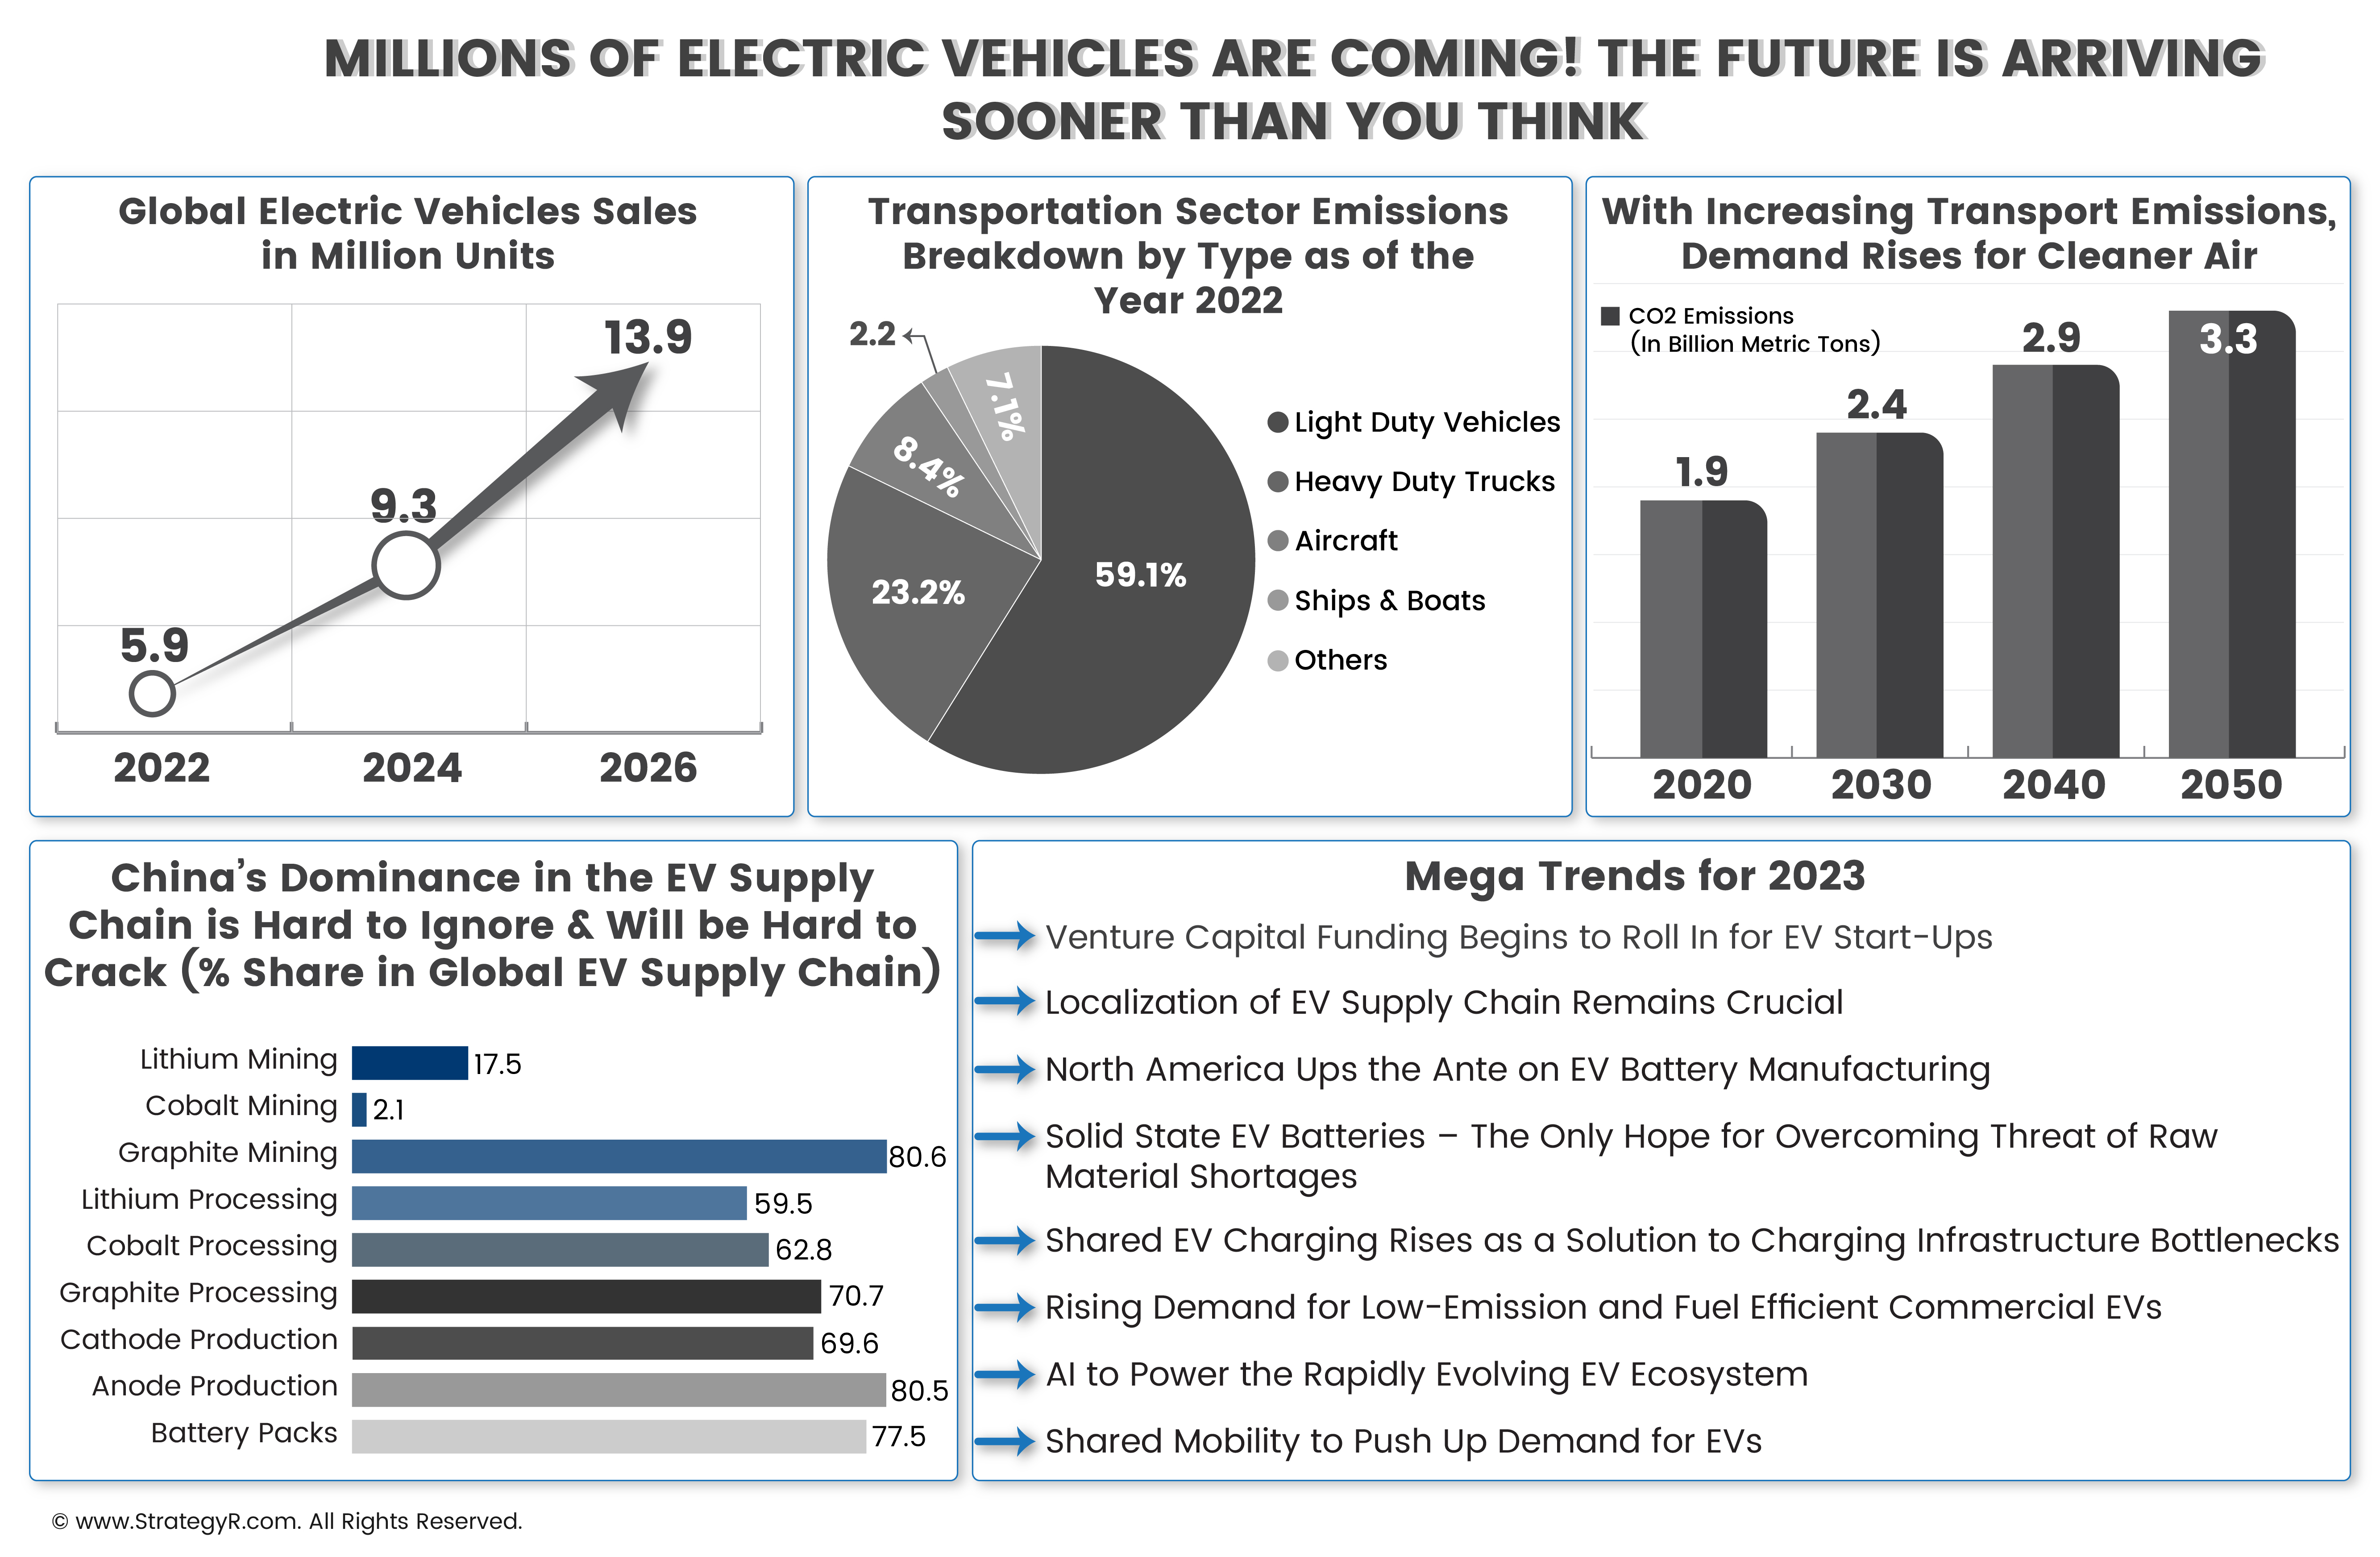 MILLIONS OF ELECTRIC VEHICLES ARE COMING! THE FUTURE IS ARRIVING
SOONER THAN YOU THINK
Global Electric Vehicles Sales
in Million Units
13.9
9.3
5.9
2022
2024
2026
Transportation Sector Emissions
Breakdown by Type as of the
Year 2022
2.2
7.1%
8.4%
23.2%
59.1%
Light Duty Vehicles
Heavy Duty Trucks
Aircraft
Ships & Boats
Others
With Increasing Transport Emissions,
Demand Rises for Cleaner Air
CO2 Emissions
(In Billion Metric Tons)
1.9
2.4
2.9
3.3
2020
2030
2040
2050
China’s Dominance in the EV Supply
Chain is Hard to Ignore & Will be Hard to
Crack (% Share in Global EV Supply Chain)
Lithium Mining 17.5
Cobalt Mining 2.1
Graphite Mining 80.6
Lithium Processing 59.5
Cobalt Processing 62.8
Graphite Processing 70.7
Cathode Production 69.6
Anode Production 80.5
Battery Packs 77.5
Mega Trends for 2023
Venture Capital Funding Begins to Roll In for EV Start-Ups
Localization of EV Supply Chain Remains Crucial
North America Ups the Ante on EV Battery Manufacturing
Solid State EV Batteries – The Only Hope for Overcoming Threat of Raw
Material Shortages
Shared EV Charging Rises as a Solution to Charging Infrastructure Bottlenecks
Rising Demand for Low-Emission and Fuel Efficient Commercial EVs
AI to Power the Rapidly Evolving EV Ecosystem
Shared Mobility to Push Up Demand for EVs
© www.StrategyR.com. All Rights Reserved.